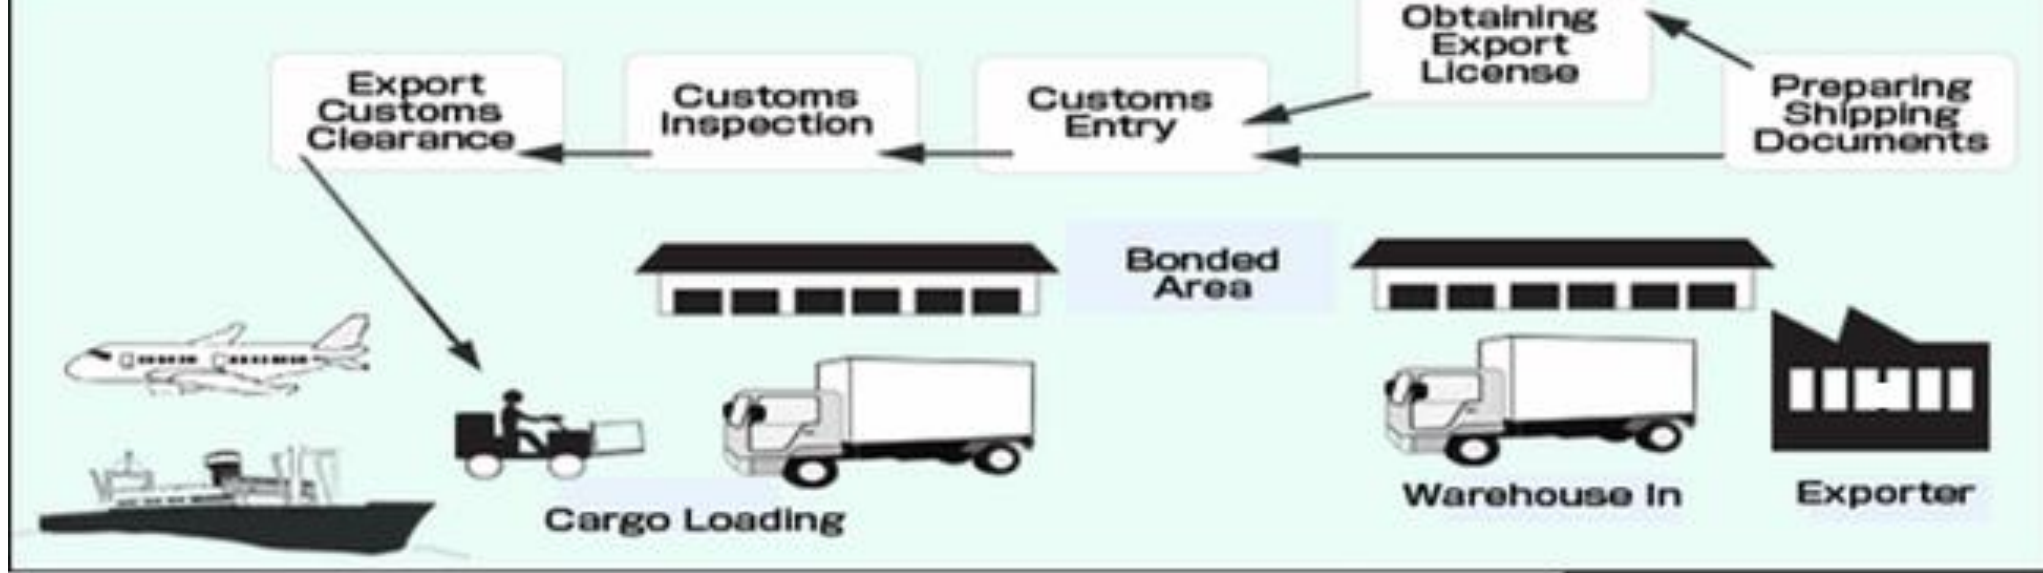 Obtaining
Export
License
Preparing
Shipping
Documents
Customs
Entry
Customs
Inspection
Export
Customs
Clearance
Bonded
Area
Cargo Loading
Warehouse In
Exporter